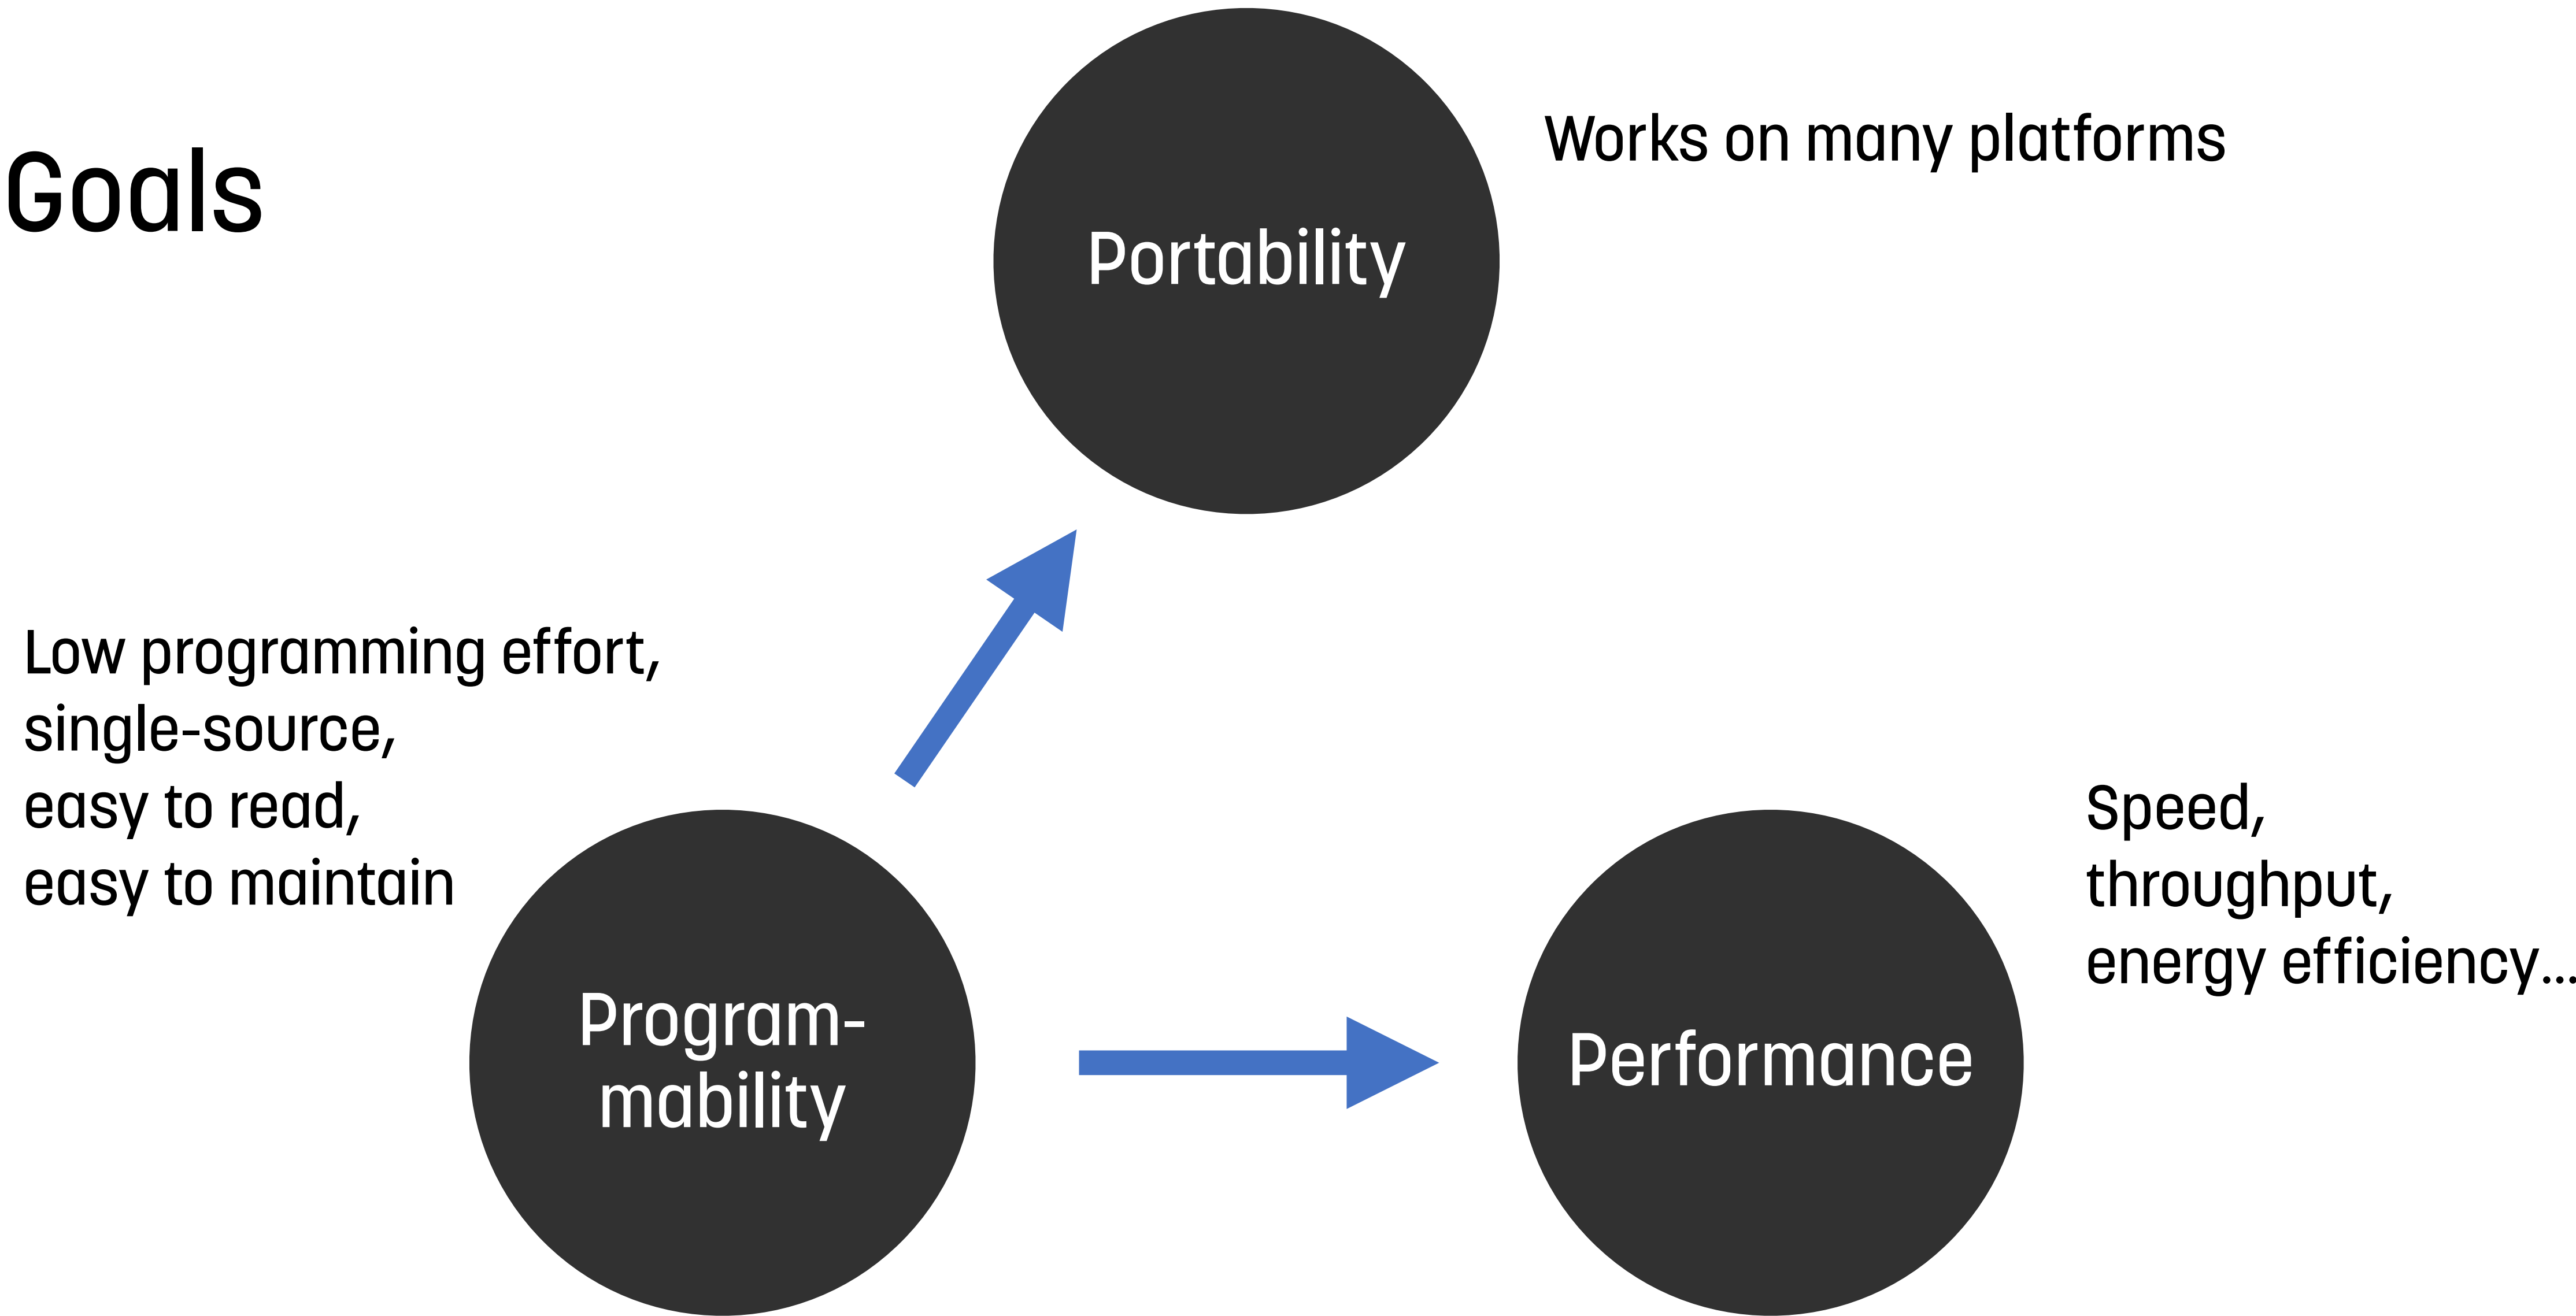 Goals
Portability
Works on many platforms
Low programming effort,
single-source,
easy to read,
easy to maintain
Program-
mability
Performance
Speed,
throughput,
energy efficiency...